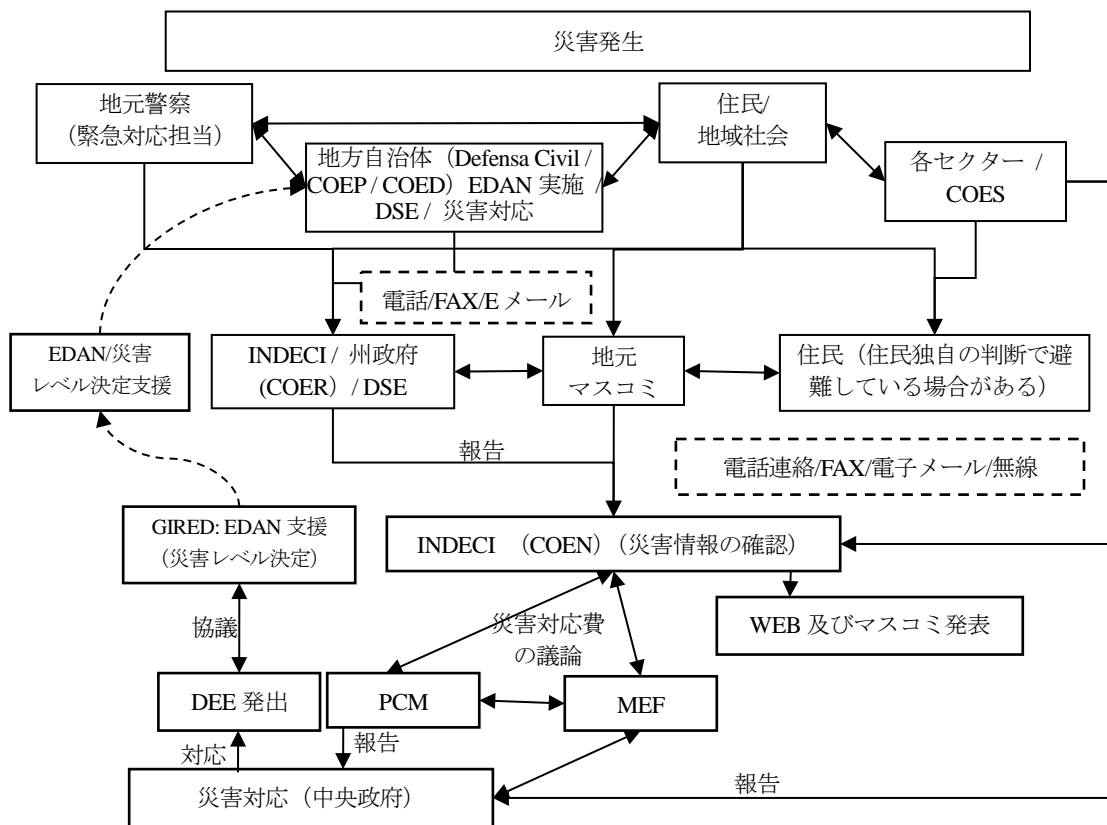 災害発生
地元警察
（緊急対応担当）
住民/
地域社会
地方自治体（Defensa Civil /
COEP / COED）EDAN 実施 /
DSE / 災害対応
各セクター /
COES
電話/FAX/E メール
EDAN/災害
レベル決定支援
INDECI / 州政府
(COER）/ DSE
地元
マスコミ
住民（住民独自の判断で避
難している場合がある）
報告
電話連絡/FAX/電子メール/無線
GIRED: EDAN 支援
（災害レベル決定）
INDECI （COEN）（災害情報の確認）
協議
災害対応費
の議論
WEB 及びマスコミ発表
DEE 発出
PCM
MEF
対応
報告
災害対応（中央政府）
報告